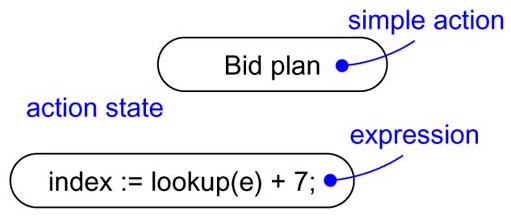 simple action
Bid plan
action state
expression
index := lookup(e) + 7;